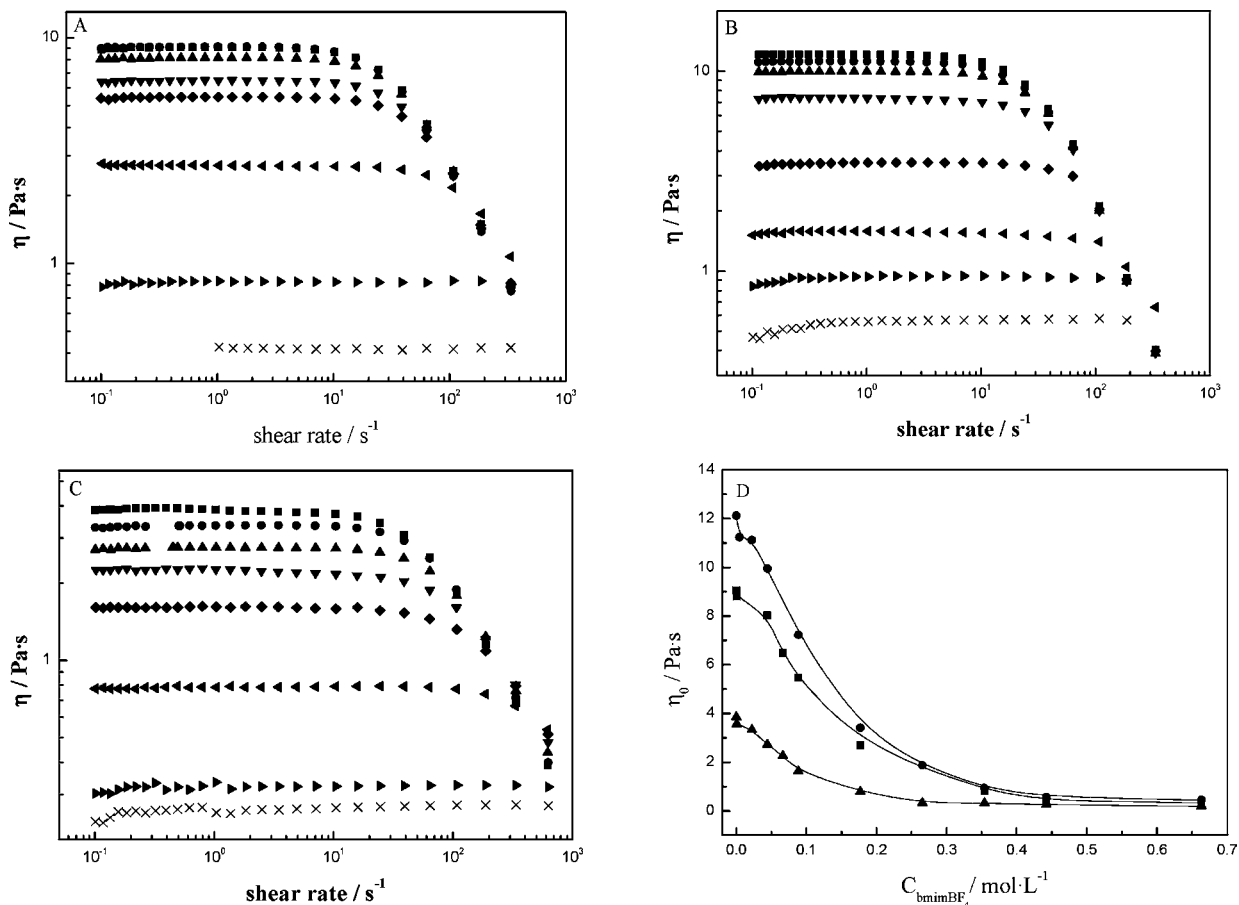 A
10
1
η / Pa·s
10⁻¹ 10⁰ 10¹ 10² 10³
shear rate / s⁻¹
B
10
1
η / Pa·s
10⁻¹ 10⁰ 10¹ 10² 10³
shear rate / s⁻¹
C
1
η / Pa·s
10⁻¹ 10⁰ 10¹ 10² 10³
shear rate / s⁻¹
D
14
12
10
8
6
4
2
0
η₀ / Pa·s
0.0 0.1 0.2 0.3 0.4 0.5 0.6 0.7
C_bmimBF₄ / mol·L⁻¹